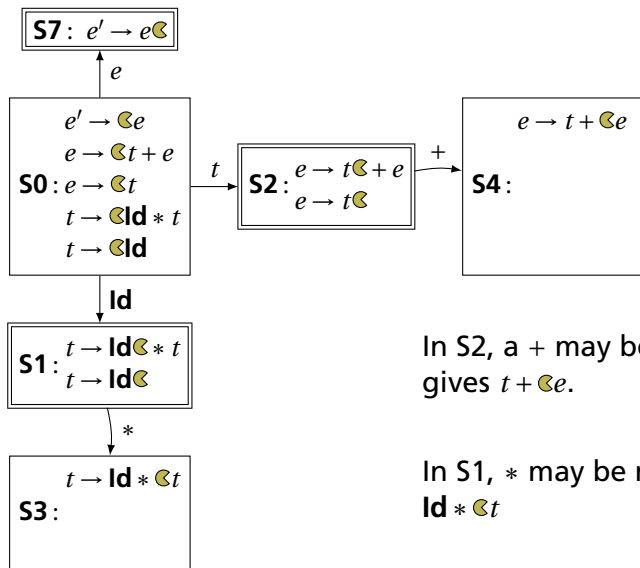 S7: e′ → e
e
e′ → e
e → t + e
S0: e → t
t → Id ∗ t
t → Id
t
S2: e → t + e
e → t
+
e → t + e
S4:
Id
S1: t → Id ∗ t
t → Id
∗
t → Id ∗ t
S3:
In S2, a + may be
gives t + e.
In S1, ∗ may be
Id ∗ t